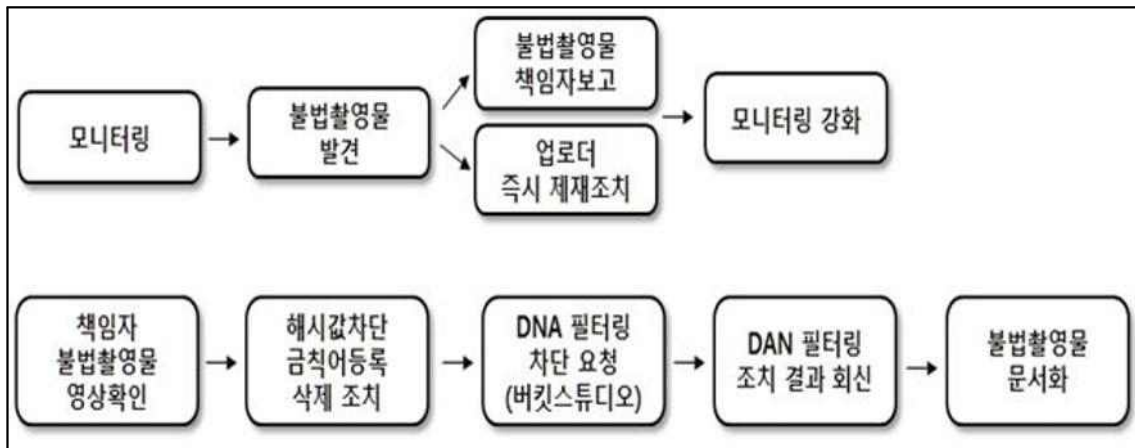 모니터링
불법촬영물
발견
불법촬영물
책임자보고
업로더
즉시 제재조치
모니터링 강화
책임자
불법촬영물
영상확인
해시값차단
금칙어등록
삭제 조치
DNA 필터링
차단 요청
(버킷스튜디오)
DAN 필터링
조치 결과 회신
불법촬영물
문서화